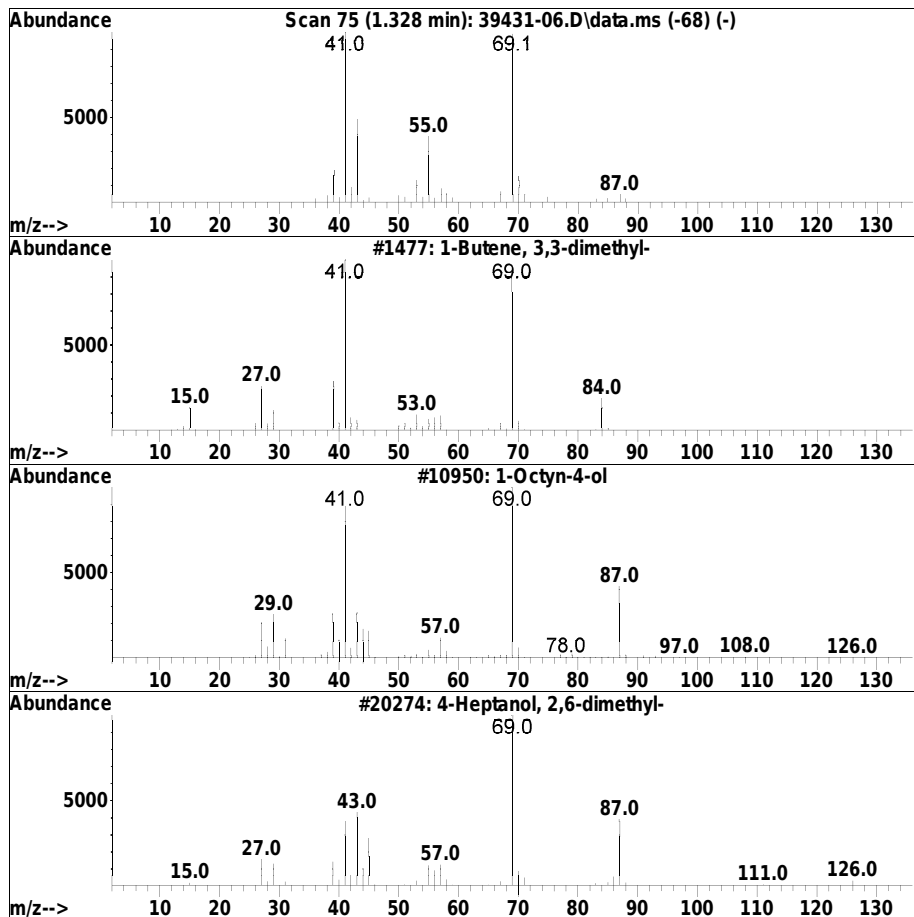 Abundance Scan 75 (1.328 min): 39431-06.D\data.ms (-68) (-)
41.0 69.1
5000
55.0
87.0
m/z--> 10 20 30 40 50 60 70 80 90 100 110 120 130
Abundance #1477: 1-Butene, 3,3-dimethyl-
41.0 69.0
5000
27.0 84.0
15.0 53.0
m/z--> 10 20 30 40 50 60 70 80 90 100 110 120 130
Abundance #10950: 1-Octyn-4-ol
41.0 69.0
5000 87.0
29.0
57.0 78.0 97.0 108.0 126.0
m/z--> 10 20 30 40 50 60 70 80 90 100 110 120 130
Abundance #20274: 4-Heptanol, 2,6-dimethyl-
69.0
5000 43.0
87.0
27.0 57.0
15.0 111.0 126.0
m/z--> 10 20 30 40 50 60 70 80 90 100 110 120 130